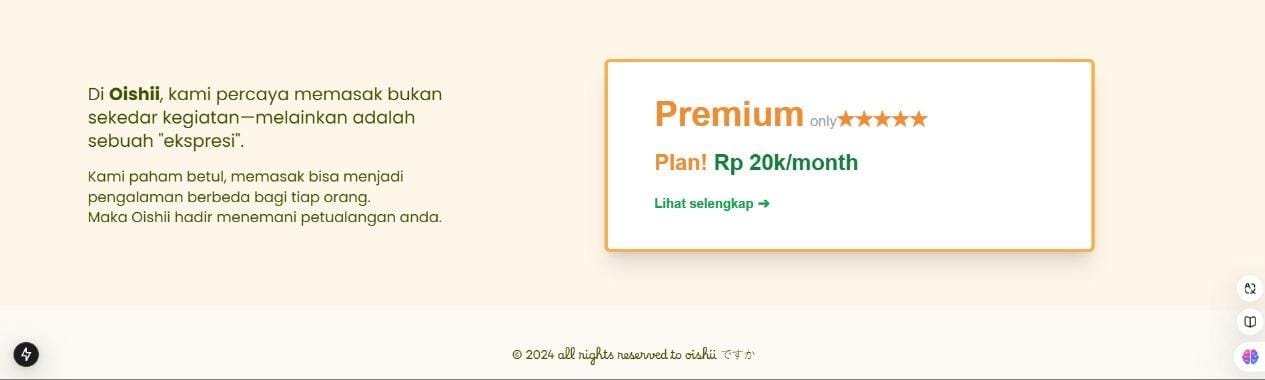 Di Oishii, kami percaya memasak bukan
sekedar kegiatan—melainkan adalah
sebuah "ekspresi".
Kami paham betul, memasak bisa menjadi
pengalaman berbeda bagi tiap orang.
Maka Oishii hadir menemani petualangan anda.
Premium only★★★★★
Plan! Rp 20k/month
Lihat selengkap ➔
© 2024 all rights reserved to oishii ですか